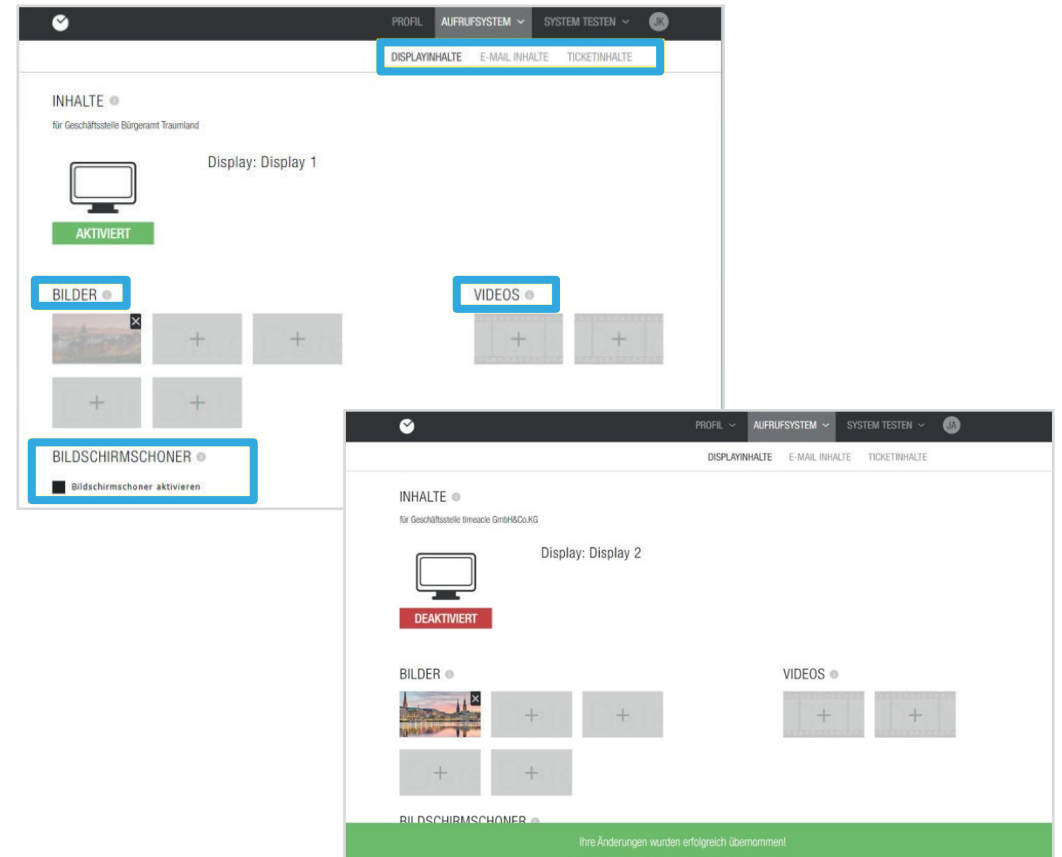 PROFIL AUFRUFSYSTEM SYSTEM TESTEN JK
DISPLAYINHALTE E-MAIL INHALTE TICKETINHALTE
INHALTE
für Geschäftsstelle Bürgeramt Traumland
Display: Display 1
AKTIVIERT
BILDER VIDEOS
BILDSCHIRMSCHONER
Bildschirmschoner aktivieren
PROFIL AUFRUFSYSTEM SYSTEM TESTEN JA
DISPLAYINHALTE E-MAIL INHALTE TICKETINHALTE
INHALTE
für Geschäftsstelle timeacle GmbH&Co.KG
Display: Display 2
DEAKTIVIERT
BILDER VIDEOS
BILDSCHIRMSCHONER
Ihre Änderungen wurden erfolgreich übernommen!